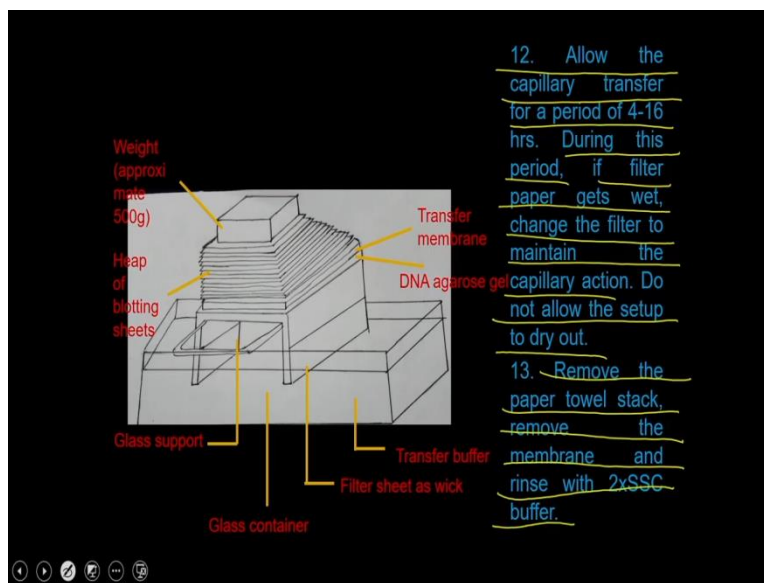 Weight
(approxi
mate
500g)
Heap
of
blotting
sheets
Transfer
membrane
DNA agarose gel
Glass support
Transfer buffer
Filter sheet as wick
Glass container
12. Allow the
capillary transfer
for a period of 4-16
hrs. During this
period, if filter
paper gets wet,
change the filter to
maintain the
capillary action. Do
not allow the setup
to dry out.
13. Remove the
paper towel stack,
remove the
membrane and
rinse with 2xSSC
buffer.